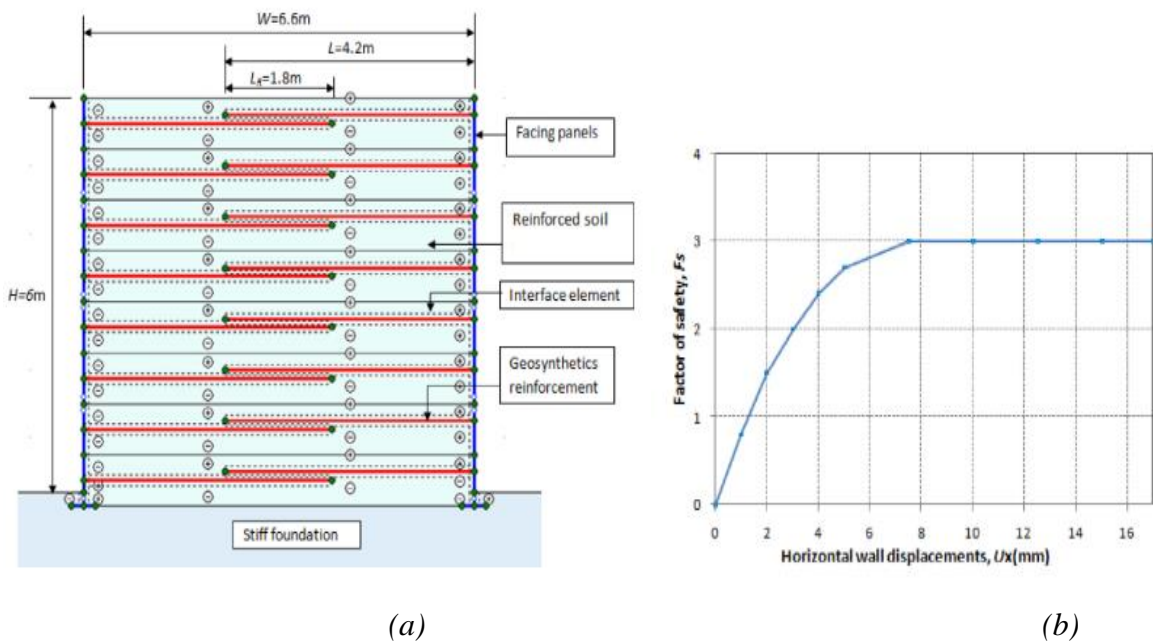 W=6.6m
L=4.2m
LR=1.8m
H=6m
Facing panels
Reinforced soil
Interface element
Geosynthetics
reinforcement
Stiff foundation
(a)
Factor of safety, Fs
4
3
2
1
0
0 2 4 6 8 10 12 14 16
Horizontal wall displacements, Ux(mm)
(b)